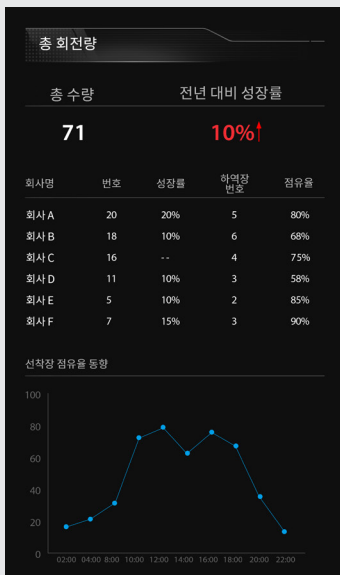 총 회전량
총 수량 전년 대비 성장률
71 10%↑
회사명 번호 성장률 하역장 번호 점유율
회사 A 20 20% 5 80%
회사 B 18 10% 6 68%
회사 C 16 -- 4 75%
회사 D 11 10% 3 58%
회사 E 5 10% 2 85%
회사 F 7 15% 3 90%
선착장 점유율 동향
100
80
60
40
20
0
02:00 04:00 8:00 10:00 12:00 14:00 16:00 18:00 20:00 22:00